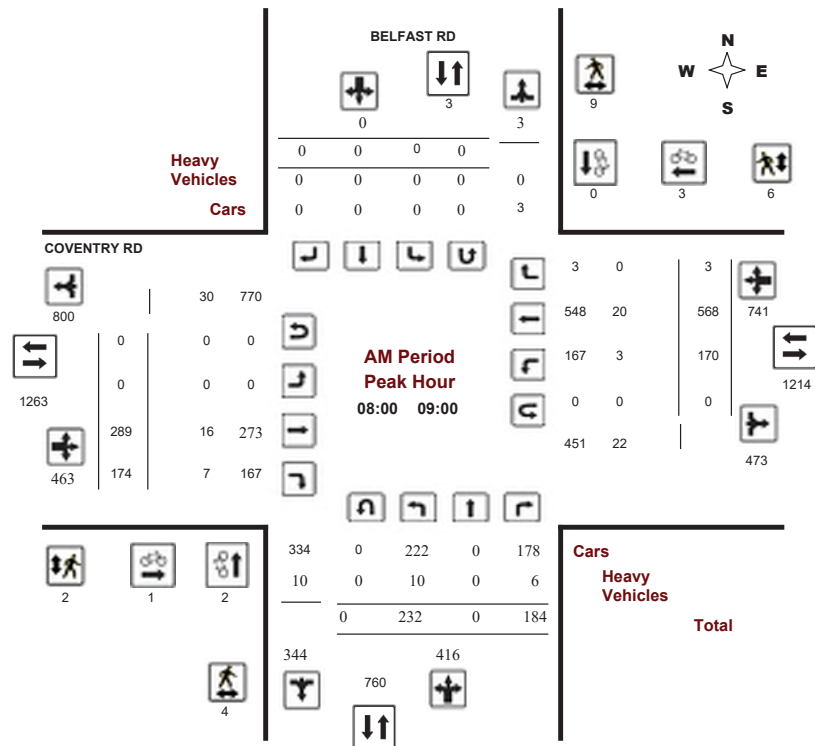 BELFAST RD
N
W E
S
3
9
0 3
0 0 0 0
Heavy
Vehicles
0 0 0 0 0
Cars
0 0 0 0 3
0 3 6
COVENTRY RD
3 0 3
800
30 770
548 20 568 741
0 0 0
AM Period
Peak Hour
08:00 09:00
167 3 170
1263
0 0 0
0 0 0
1214
289 16 273
451 22
473
463
174 7 167
334 0 222 0 178
Cars
10 0 10 0 6
Heavy
Vehicles
2 1 2
0 232 0 184
Total
344 416
760
4